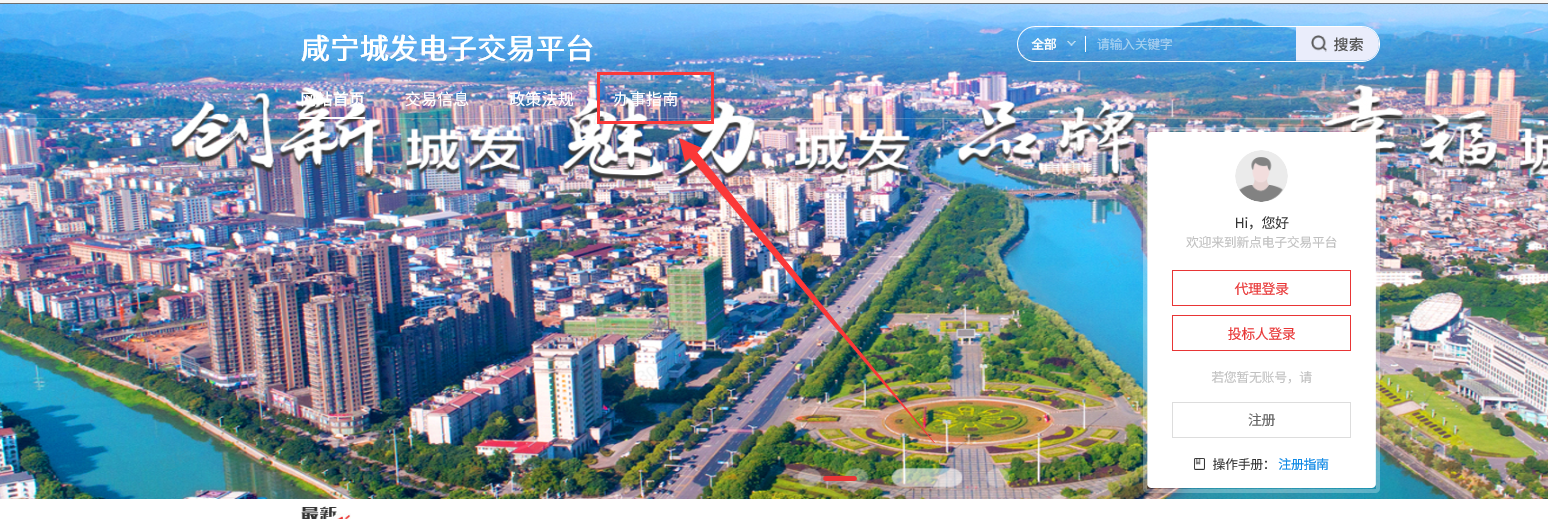 咸宁城发电子交易平台
全部 请输入关键字 搜索
网站首页 交易信息 政策法规 办事指南
创新城发 魅力城发 品牌 幸福城
Hi，您好
欢迎来到新点电子交易平台
代理登录
投标人登录
若您暂无账号，请
注册
操作手册： 注册指南
最新